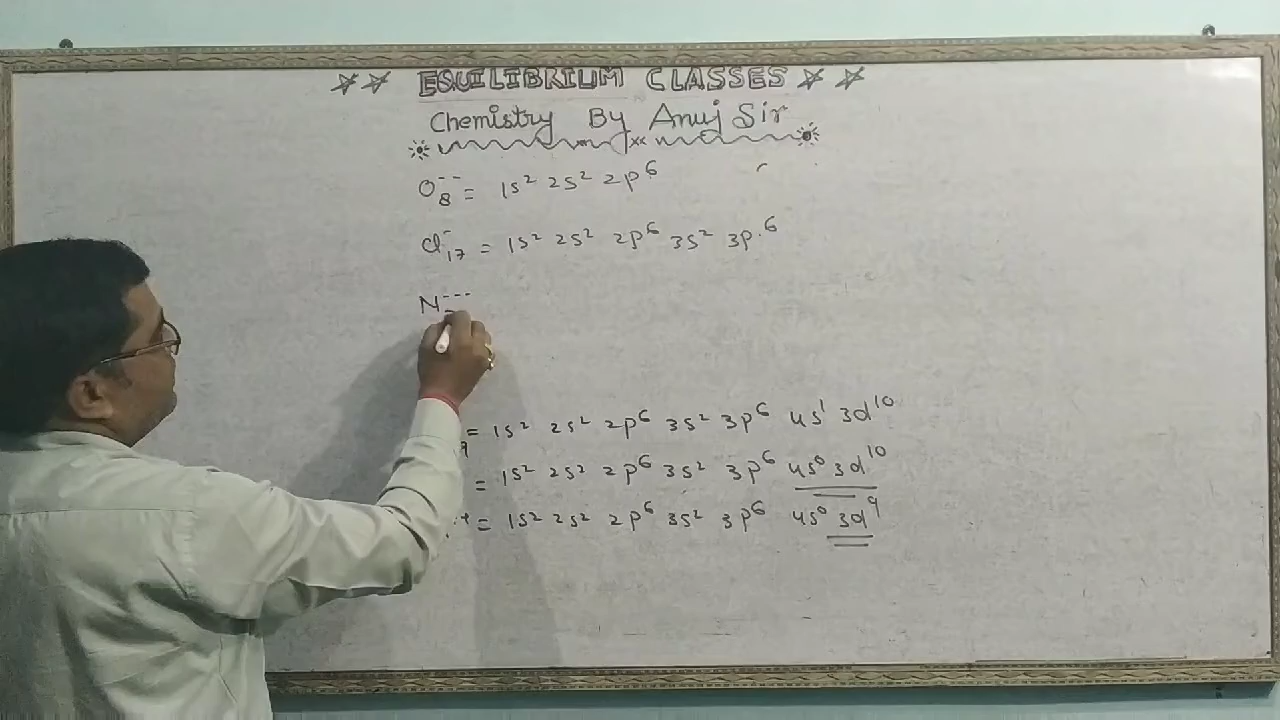 ☆ ☆ EQUILIBRIUM CLASSES ☆ ☆
Chemistry By Anuj Sir
O₈⁻⁻ = 1s² 2s² 2p⁶
Cl₁₇⁻ = 1s² 2s² 2p⁶ 3s² 3p⁶
N⁻⁻⁻
= 1s² 2s² 2p⁶ 3s² 3p⁶ 4s¹ 3d¹⁰
= 1s² 2s² 2p⁶ 3s² 3p⁶ 4s⁰ 3d¹⁰
= 1s² 2s² 2p⁶ 3s² 3p⁶ 4s⁰ 3d⁹